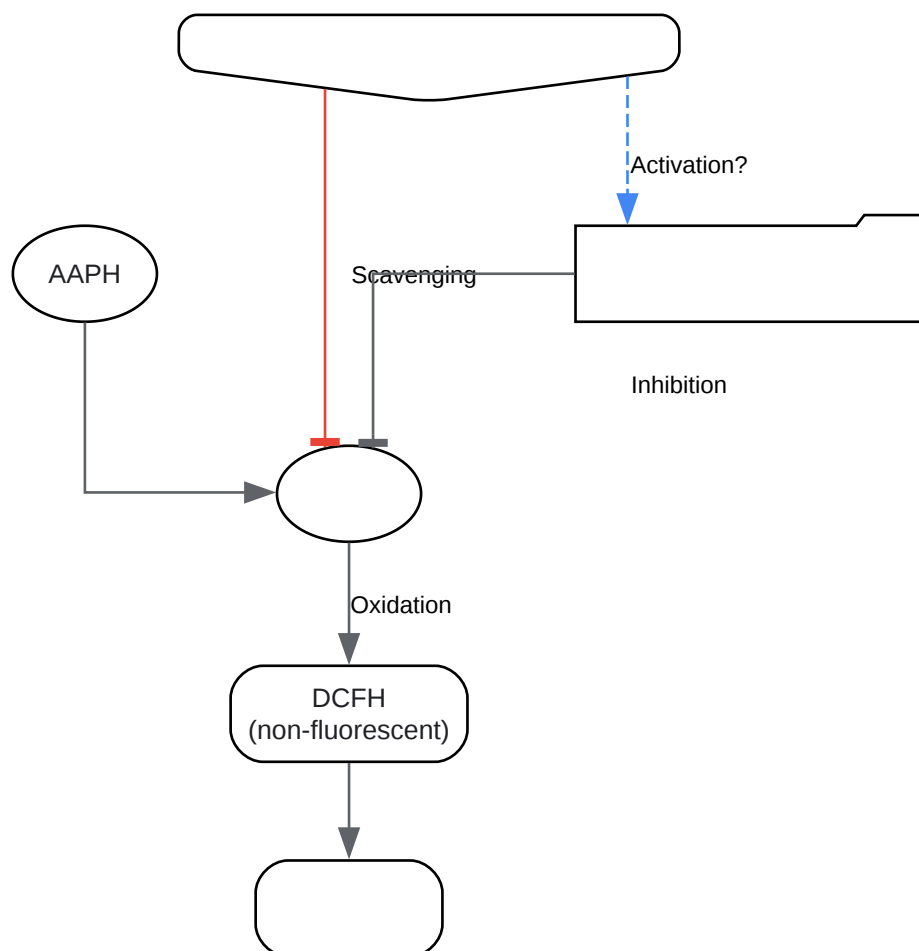 Activation?
AAPH
Scavenging
Inhibition
Oxidation
DCFH
(non-fluorescent)